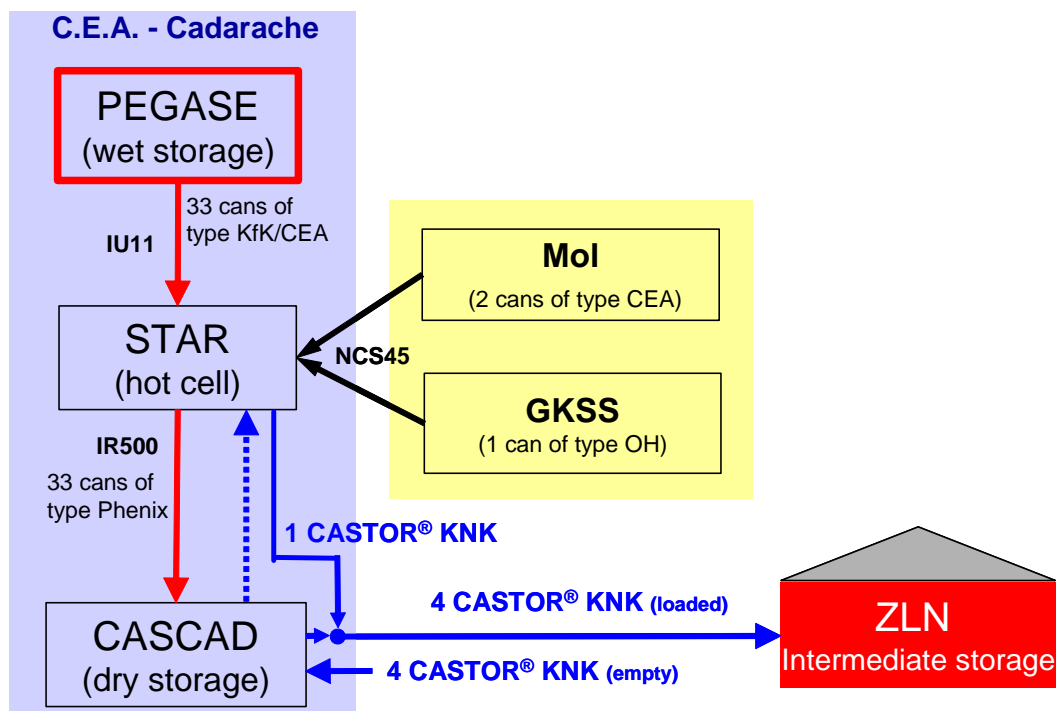 C.E.A. - Cadarache
PEGASE
(wet storage)
33 cans of
type KfK/CEA
IU11
Mol
(2 cans of type CEA)
STAR
(hot cell)
NCS45
GKSS
(1 can of type OH)
IR500
33 cans of
type Phenix
1 CASTOR® KNK
4 CASTOR® KNK (loaded)
CASCAD
(dry storage)
4 CASTOR® KNK (empty)
ZLN
Intermediate storage